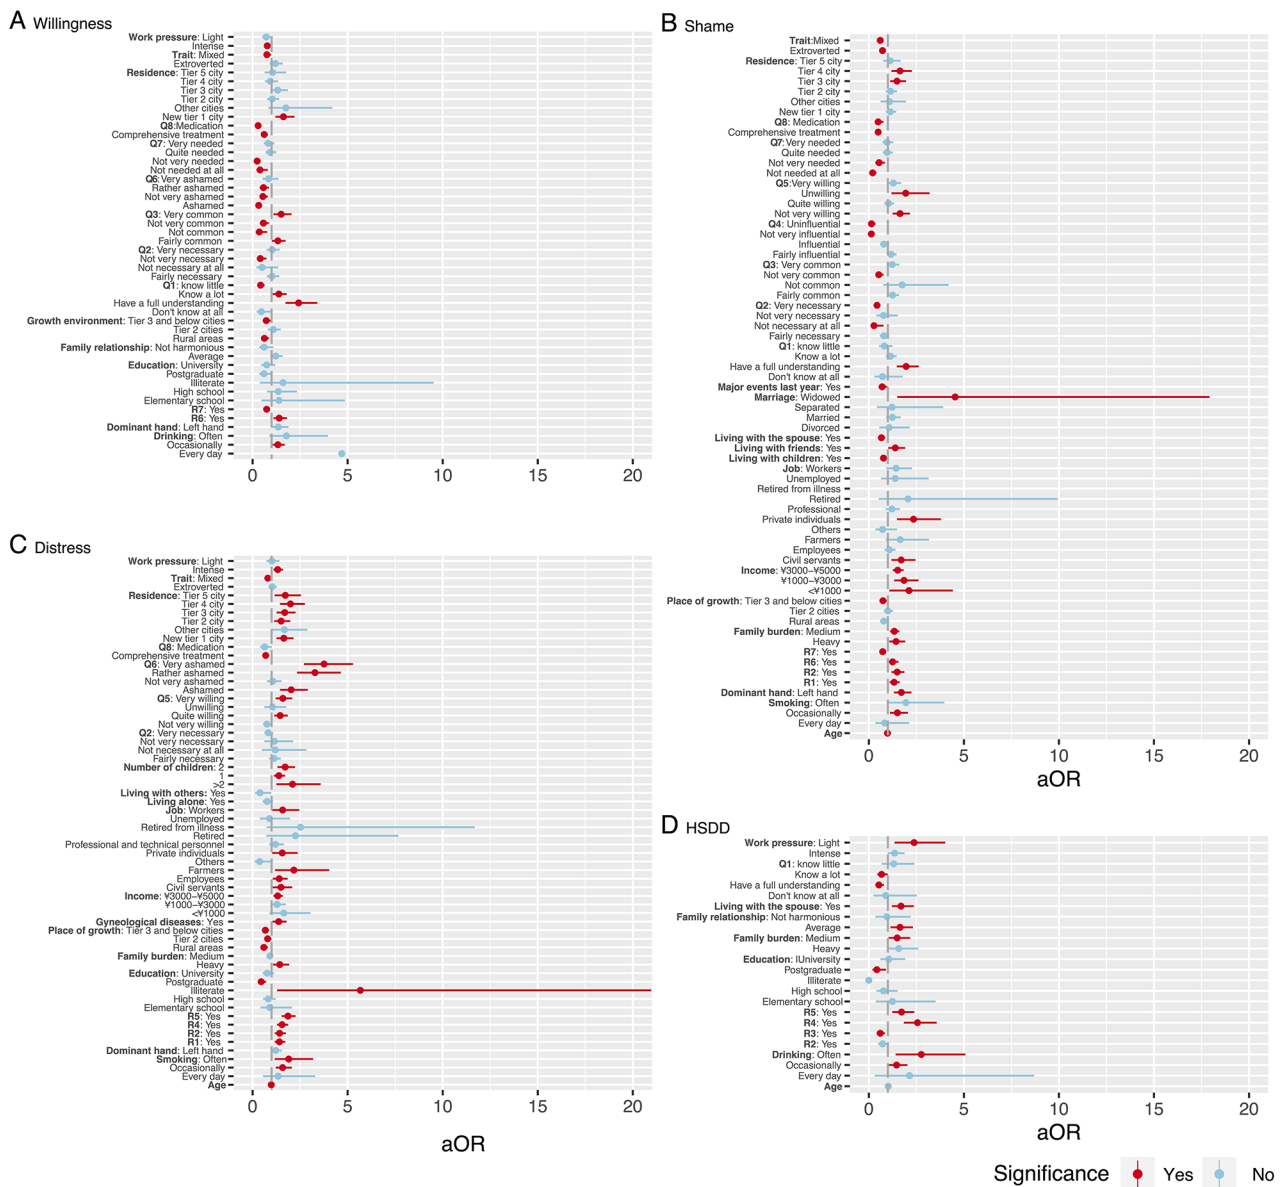 A Willingness
Work pressure: Light
Intense
Trait: Mixed
Extroverted
Residence: Tier 5 city
Tier 4 city
Tier 3 city
Tier 2 city
Other cities
New tier 1 city
Q8:Medication
Comprehensive treatment
Q7: Very needed
Quite needed
Not very needed
Not needed at all
Q6: Very ashamed
Rather ashamed
Not very ashamed
Ashamed
Q3: Very common
Not very common
Not common
Fairly common
Q2: Very necessary
Not very necessary
Not necessary at all
Fairly necessary
Q1: know little
Know a lot
Have a full understanding
Don't know at all
Growth environment: Tier 3 and below cities
Tier 2 cities
Rural areas
Family relationship: Not harmonious
Average
Education: University
Postgraduate
Illiterate
High school
Elementary school
R7: Yes
R6: Yes
Dominant hand: Left hand
Drinking: Often
Occasionally
Every day
0 5 10 15 20
B Shame
Trait:Mixed
Extroverted
Residence: Tier 5 city
Tier 4 city
Tier 3 city
Tier 2 city
Other cities
New tier 1 city
Q8: Medication
Comprehensive treatment
Q7:Very needed
Quite needed
Not very needed
Not needed at all
Q5:Very willing
Unwilling
Quite willing
Not very willing
Q4: Uninfluential
Not very influential
Influential
Fairly influential
Q3: Very common
Not very common
Not common
Fairly common
Q2: Very necessary
Not very necessary
Not necessary at all
Fairly necessary
Q1: know little
Know a lot
Have a full understanding
Don't know at all
Major events last year: Yes
Marriage: Widowed
Separated
Married
Divorced
Living with the spouse: Yes
Living with friends: Yes
Living with children: Yes
Job: Workers
Unemployed
Retired from illness
Retired
Professional
Private individuals
Others
Farmers
Employees
Civil servants
Income: ¥3000–¥5000
¥1000–¥3000
<¥1000
Place of growth: Tier 3 and below cities
Tier 2 cities
Rural areas
Family burden: Medium
Heavy
R7: Yes
R6: Yes
R2: Yes
R1: Yes
Dominant hand: Left hand
Smoking: Often
Occasionally
Every day
Age
0 5 10 15 20
aOR
C Distress
Work pressure: Light
Intense
Trait: Mixed
Extroverted
Residence: Tier 5 city
Tier 4 city
Tier 3 city
Tier 2 city
Other cities
New tier 1 city
Q8: Medication
Comprehensive treatment
Q6: Very ashamed
Rather ashamed
Not very ashamed
Ashamed
Q5: Very willing
Unwilling
Quite willing
Not very willing
Q2: Very necessary
Not very necessary
Not necessary at all
Fairly necessary
Number of children: 2
1
>2
Living with others: Yes
Living alone: Yes
Job: Workers
Unemployed
Retired from illness
Retired
Professional and technical personnel
Private individuals
Others
Farmers
Employees
Civil servants
Income: ¥3000–¥5000
¥1000–¥3000
<¥1000
Gyneological diseases: Yes
Place of growth: Tier 3 and below cities
Tier 2 cities
Rural areas
Family burden: Medium
Heavy
Education: University
Postgraduate
Illiterate
High school
Elementary school
R5: Yes
R4: Yes
R2: Yes
R1: Yes
Dominant hand: Left hand
Smoking: Often
Occasionally
Every day
Age
0 5 10 15 20
aOR
D HSDD
Work pressure: Light
Intense
Q1: know little
Know a lot
Have a full understanding
Don't know at all
Living with the spouse: Yes
Family relationship: Not harmonious
Average
Family burden: Medium
Heavy
Education: lUniversity
Postgraduate
Illiterate
High school
Elementary school
R5: Yes
R4: Yes
R3: Yes
R2: Yes
Drinking: Often
Occasionally
Every day
Age
0 5 10 15 20
aOR
Significance Yes No